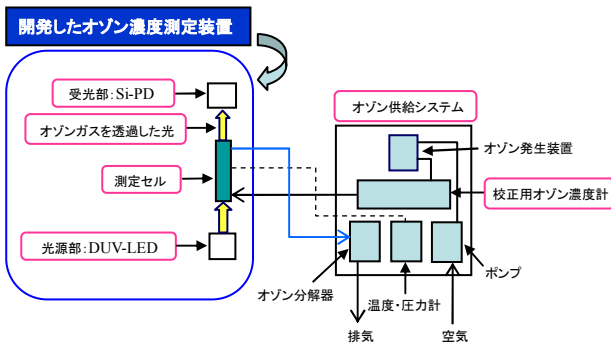 開発したオゾン濃度測定装置
受光部:Si-PD
オゾンガスを透過した光
測定セル
光源部:DUV-LED
オゾン供給システム
オゾン発生装置
校正用オゾン濃度計
ポンプ
オゾン分解器
温度・圧力計
排気
空気